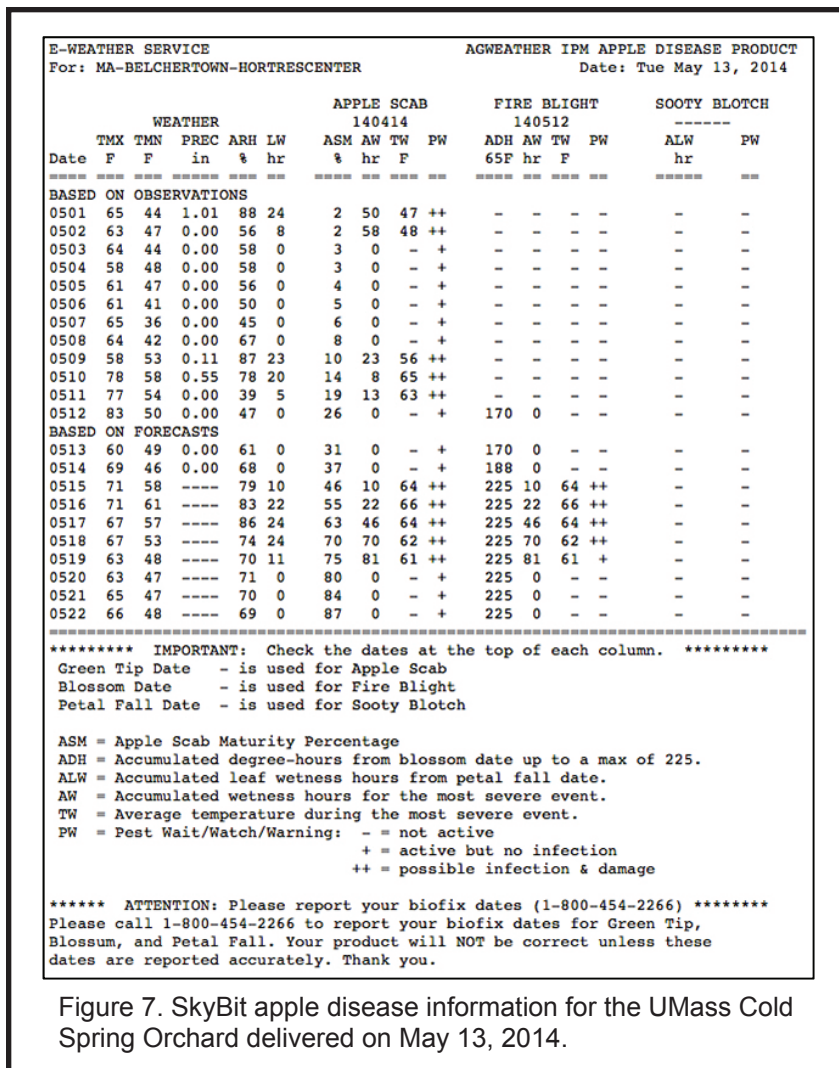 E-WEATHER SERVICE AGWEATHER IPM APPLE DISEASE PRODUCT
For: MA-BELCHERTOWN-HORTRESCENTER Date: Tue May 13, 2014
APPLE SCAB FIRE BLIGHT SOOTY BLOTCH
WEATHER 140414 140512 ------
TMX TMN PREC ARH LW ASM AW TW PW ADH AW TW PW ALW PW
Date F F in % hr % hr F 65F hr F hr
==== === === ===== === == ==== == === == ==== == === == ===== ==
BASED ON OBSERVATIONS
0501 65 44 1.01 88 24 2 50 47 ++ - - - - - -
0502 63 47 0.00 56 8 2 58 48 ++ - - - - - -
0503 64 44 0.00 58 0 3 0 - + - - - - - -
0504 58 48 0.00 58 0 3 0 - + - - - - - -
0505 61 47 0.00 56 0 4 0 - + - - - - - -
0506 61 41 0.00 50 0 5 0 - + - - - - - -
0507 65 36 0.00 45 0 6 0 - + - - - - - -
0508 64 42 0.00 67 0 8 0 - + - - - - - -
0509 58 53 0.11 87 23 10 23 56 ++ - - - - - -
0510 78 58 0.55 78 20 14 8 65 ++ - - - - - -
0511 77 54 0.00 39 5 19 13 63 ++ - - - - - -
0512 83 50 0.00 47 0 26 0 - + 170 0 - - - -
BASED ON FORECASTS
0513 60 49 0.00 61 0 31 0 - + 170 0 - - - -
0514 69 46 0.00 68 0 37 0 - + 188 0 - - - -
0515 71 58 ---- 79 10 46 10 64 ++ 225 10 64 ++ - -
0516 71 61 ---- 83 22 55 22 66 ++ 225 22 66 ++ - -
0517 67 57 ---- 86 24 63 46 64 ++ 225 46 64 ++ - -
0518 67 53 ---- 74 24 70 70 62 ++ 225 70 62 ++ - -
0519 63 48 ---- 70 11 75 81 61 ++ 225 81 61 + - -
0520 63 47 ---- 71 0 80 0 - + 225 0 - - - -
0521 65 47 ---- 70 0 84 0 - + 225 0 - - - -
0522 66 48 ---- 69 0 87 0 - + 225 0 - - - -
================================================================================
********* IMPORTANT: Check the dates at the top of each column. *********
Green Tip Date - is used for Apple Scab
Blossom Date - is used for Fire Blight
Petal Fall Date - is used for Sooty Blotch
ASM = Apple Scab Maturity Percentage
ADH = Accumulated degree-hours from blossom date up to a max of 225.
ALW = Accumulated leaf wetness hours from petal fall date.
AW = Accumulated wetness hours for the most severe event.
TW = Average temperature during the most severe event.
PW = Pest Wait/Watch/Warning: - = not active
+ = active but no infection
++ = possible infection & damage
****** ATTENTION: Please report your biofix dates (1-800-454-2266) ********
Please call 1-800-454-2266 to report your biofix dates for Green Tip,
Blossum, and Petal Fall. Your product will NOT be correct unless these
dates are reported accurately. Thank you.
Figure 7. SkyBit apple disease information for the UMass Cold
Spring Orchard delivered on May 13, 2014.